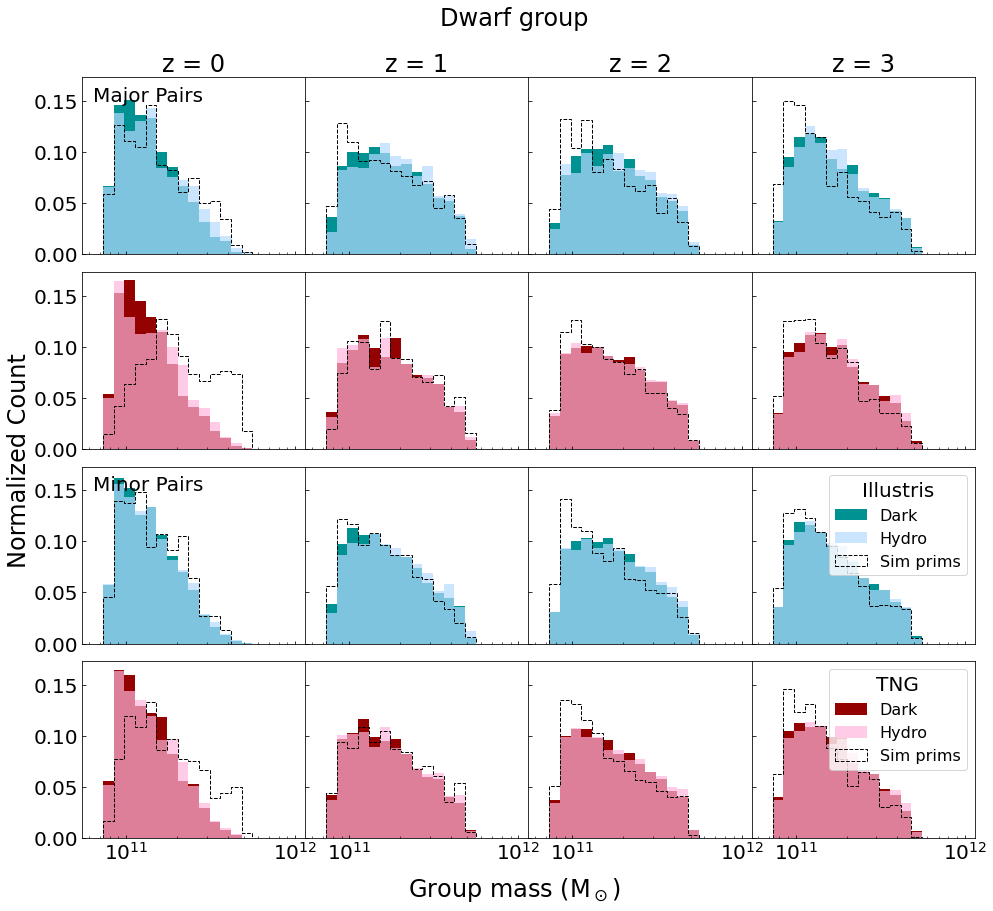 Dwarf group
z = 0 z = 1 z = 2 z = 3
Major Pairs
0.15
0.10
0.05
0.00
0.15
0.10
0.05
0.00
Normalized Count
Minor Pairs
0.15
0.10
0.05
0.00
Illustris
Dark
Hydro
Sim prims
0.15
0.10
0.05
0.00
TNG
Dark
Hydro
Sim prims
10¹¹ 10¹² 10¹¹ 10¹² 10¹¹ 10¹² 10¹¹ 10¹²
Group mass (M_⊙)